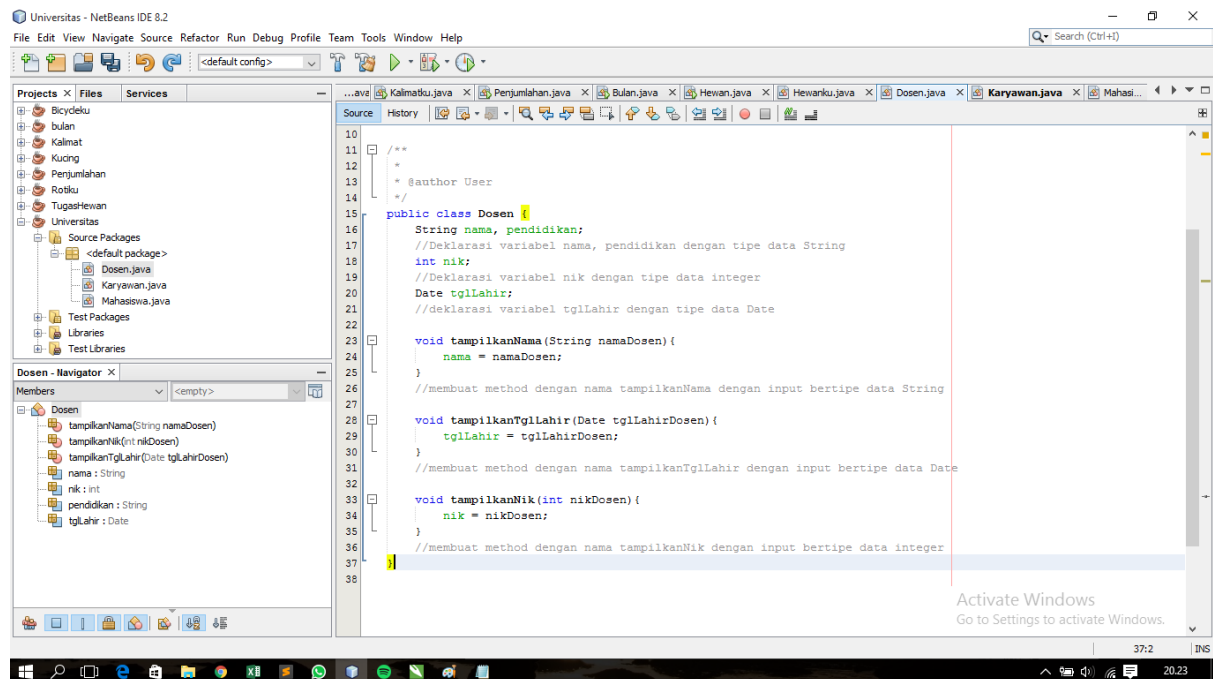 Universitas - NetBeans IDE 8.2
File Edit View Navigate Source Refactor Run Debug Profile Team Tools Window Help
Search (Ctrl+I)
<default config>
Projects Files Services
Bicycleku
bulan
Kalimat
Kucing
Penjumlahan
Rotiku
TugasHewan
Universitas
Source Packages
<default package>
Dosen.java
Karyawan.java
Mahasiswa.java
Test Packages
Libraries
Test Libraries
Dosen - Navigator
Members <empty>
Dosen
tampilkanNama(String namaDosen)
tampilkanNik(int nikDosen)
tampilkanTglLahir(Date tglLahirDosen)
nama : String
nik : int
pendidikan : String
tglLahir : Date
...ava Kalimatku.java Penjumlahan.java Bulan.java Hewan.java Hewanku.java Dosen.java Karyawan.java Mahasi...
Source History
10
11 /**
12 *
13 * @author User
14 */
15 public class Dosen {
16 String nama, pendidikan;
17 //Deklarasi variabel nama, pendidikan dengan tipe data String
18 int nik;
19 //Deklarasi variabel nik dengan tipe data integer
20 Date tglLahir;
21 //deklarasi variabel tglLahir dengan tipe data Date
22
23 void tampilkanNama(String namaDosen){
24 nama = namaDosen;
25 }
26 //membuat method dengan nama tampilkanNama dengan input bertipe data String
27
28 void tampilkanTglLahir(Date tglLahirDosen){
29 tglLahir = tglLahirDosen;
30 }
31 //membuat method dengan nama tampilkanTglLahir dengan input bertipe data Date
32
33 void tampilkanNik(int nikDosen){
34 nik = nikDosen;
35 }
36 //membuat method dengan nama tampilkanNik dengan input bertipe data integer
37 }
38
Activate Windows
Go to Settings to activate Windows.
37:2 INS
20.23